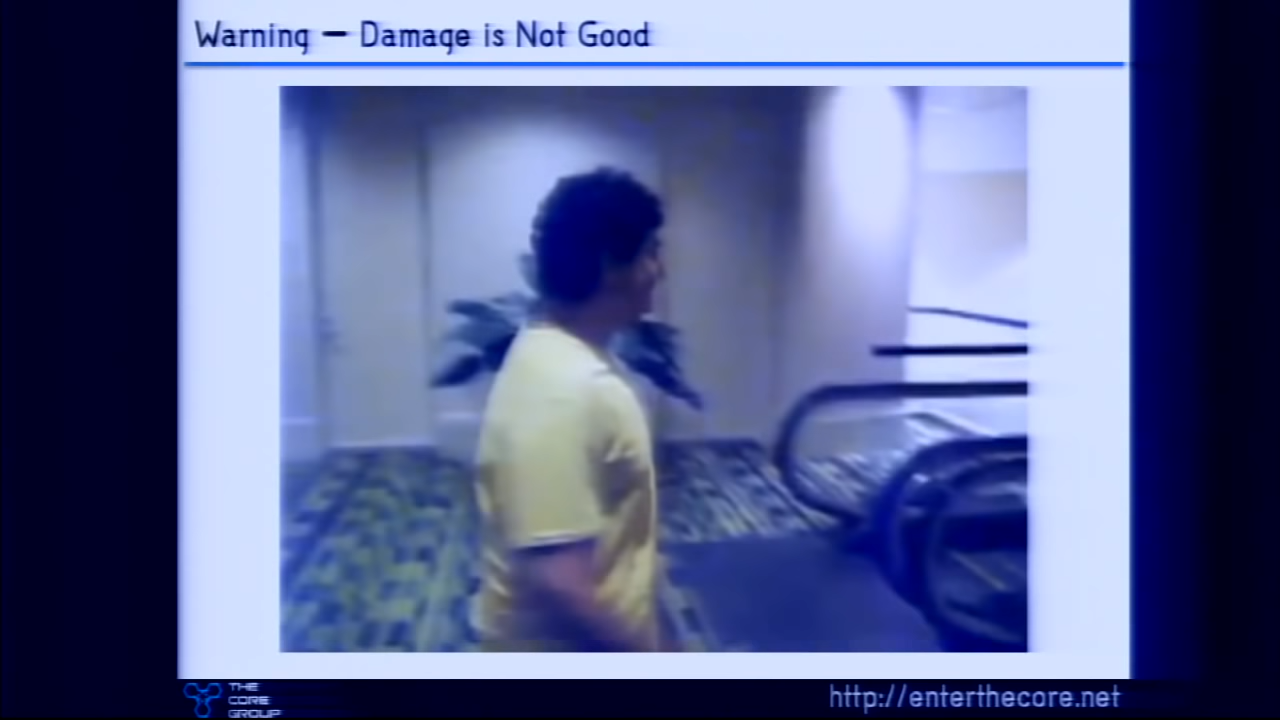 Warning — Damage is Not Good
THE
CORE
GROUP
http://enterthecore.net